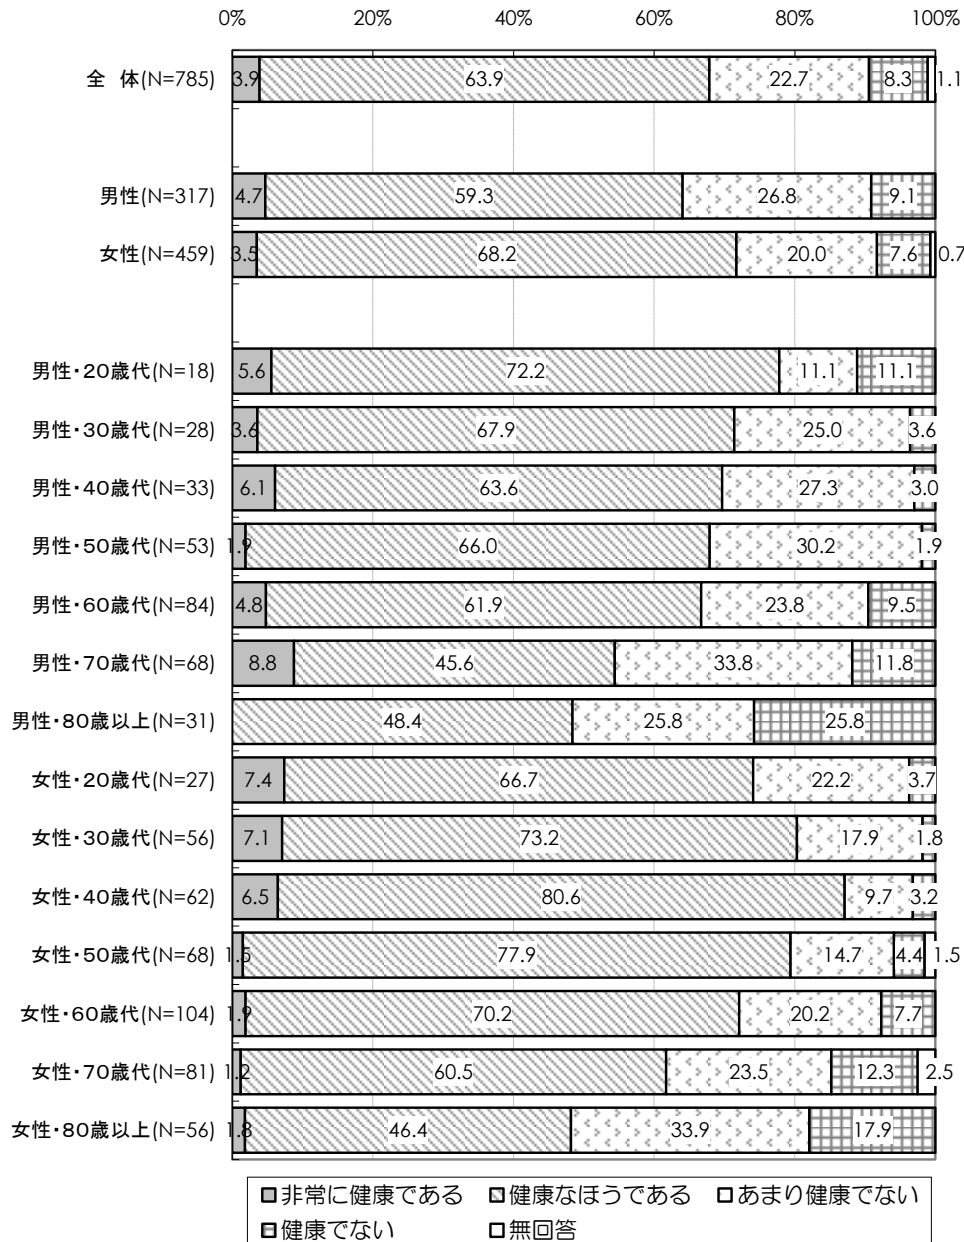 0% 20% 40% 60% 80% 100%
全 体(N=785) 3.9 63.9 22.7 8.3 1.1
男性(N=317) 4.7 59.3 26.8 9.1
女性(N=459) 3.5 68.2 20.0 7.6 0.7
男性・20歳代(N=18) 5.6 72.2 11.1 11.1
男性・30歳代(N=28) 3.6 67.9 25.0 3.6
男性・40歳代(N=33) 6.1 63.6 27.3 3.0
男性・50歳代(N=53) 1.9 66.0 30.2 1.9
男性・60歳代(N=84) 4.8 61.9 23.8 9.5
男性・70歳代(N=68) 8.8 45.6 33.8 11.8
男性・80歳以上(N=31) 48.4 25.8 25.8
女性・20歳代(N=27) 7.4 66.7 22.2 3.7
女性・30歳代(N=56) 7.1 73.2 17.9 1.8
女性・40歳代(N=62) 6.5 80.6 9.7 3.2
女性・50歳代(N=68) 1.5 77.9 14.7 4.4 1.5
女性・60歳代(N=104) 1.9 70.2 20.2 7.7
女性・70歳代(N=81) 1.2 60.5 23.5 12.3 2.5
女性・80歳以上(N=56) 1.8 46.4 33.9 17.9
非常に健康である 健康なほうである あまり健康でない
健康でない 無回答